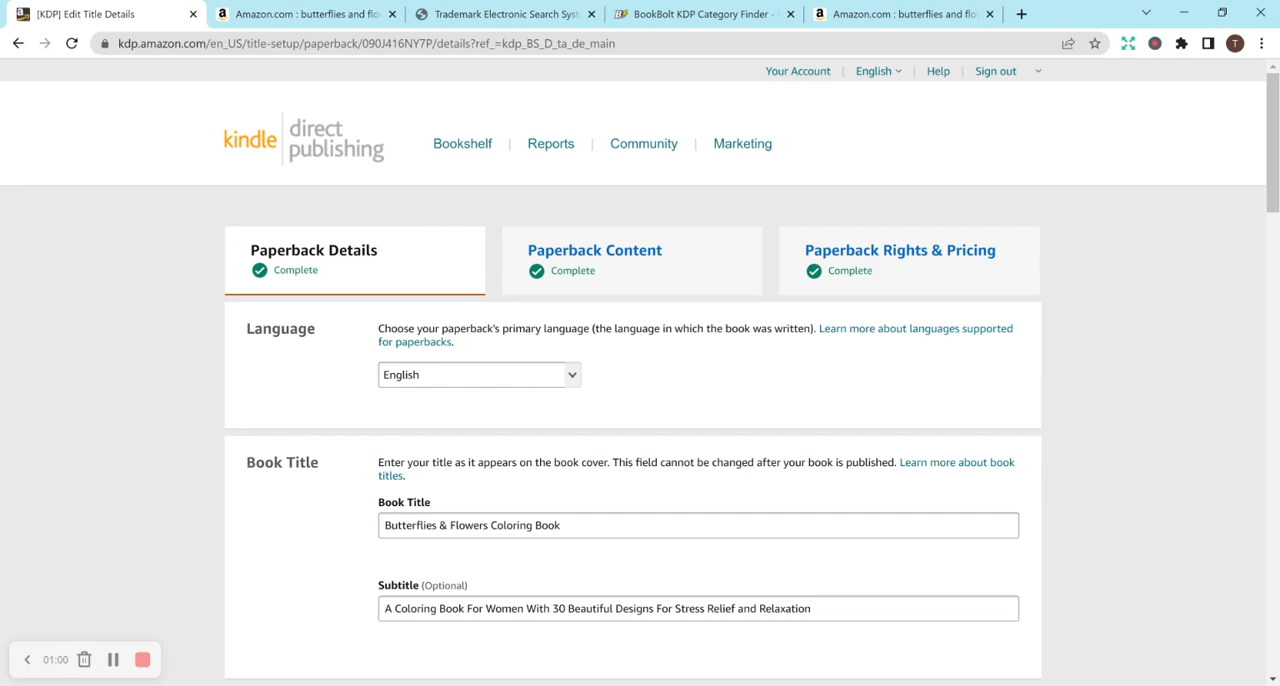 [KDP] Edit Title Details
Amazon.com : butterflies and flo
Trademark Electronic Search Syst
BookBolt KDP Category Finder -
Amazon.com : butterflies and flo
kdp.amazon.com/en_US/title-setup/paperback/090J416NY7P/details?ref_=kdp_BS_D_ta_de_main
T
Your Account | English | Help | Sign out
kindle direct publishing
Bookshelf | Reports | Community | Marketing
Paperback Details
Complete
Paperback Content
Complete
Paperback Rights & Pricing
Complete
Language
Choose your paperback's primary language (the language in which the book was written). Learn more about languages supported
for paperbacks.
English
Book Title
Enter your title as it appears on the book cover. This field cannot be changed after your book is published. Learn more about book
titles.
Book Title
Butterflies & Flowers Coloring Book
Subtitle (Optional)
A Coloring Book For Women With 30 Beautiful Designs For Stress Relief and Relaxation
01:00